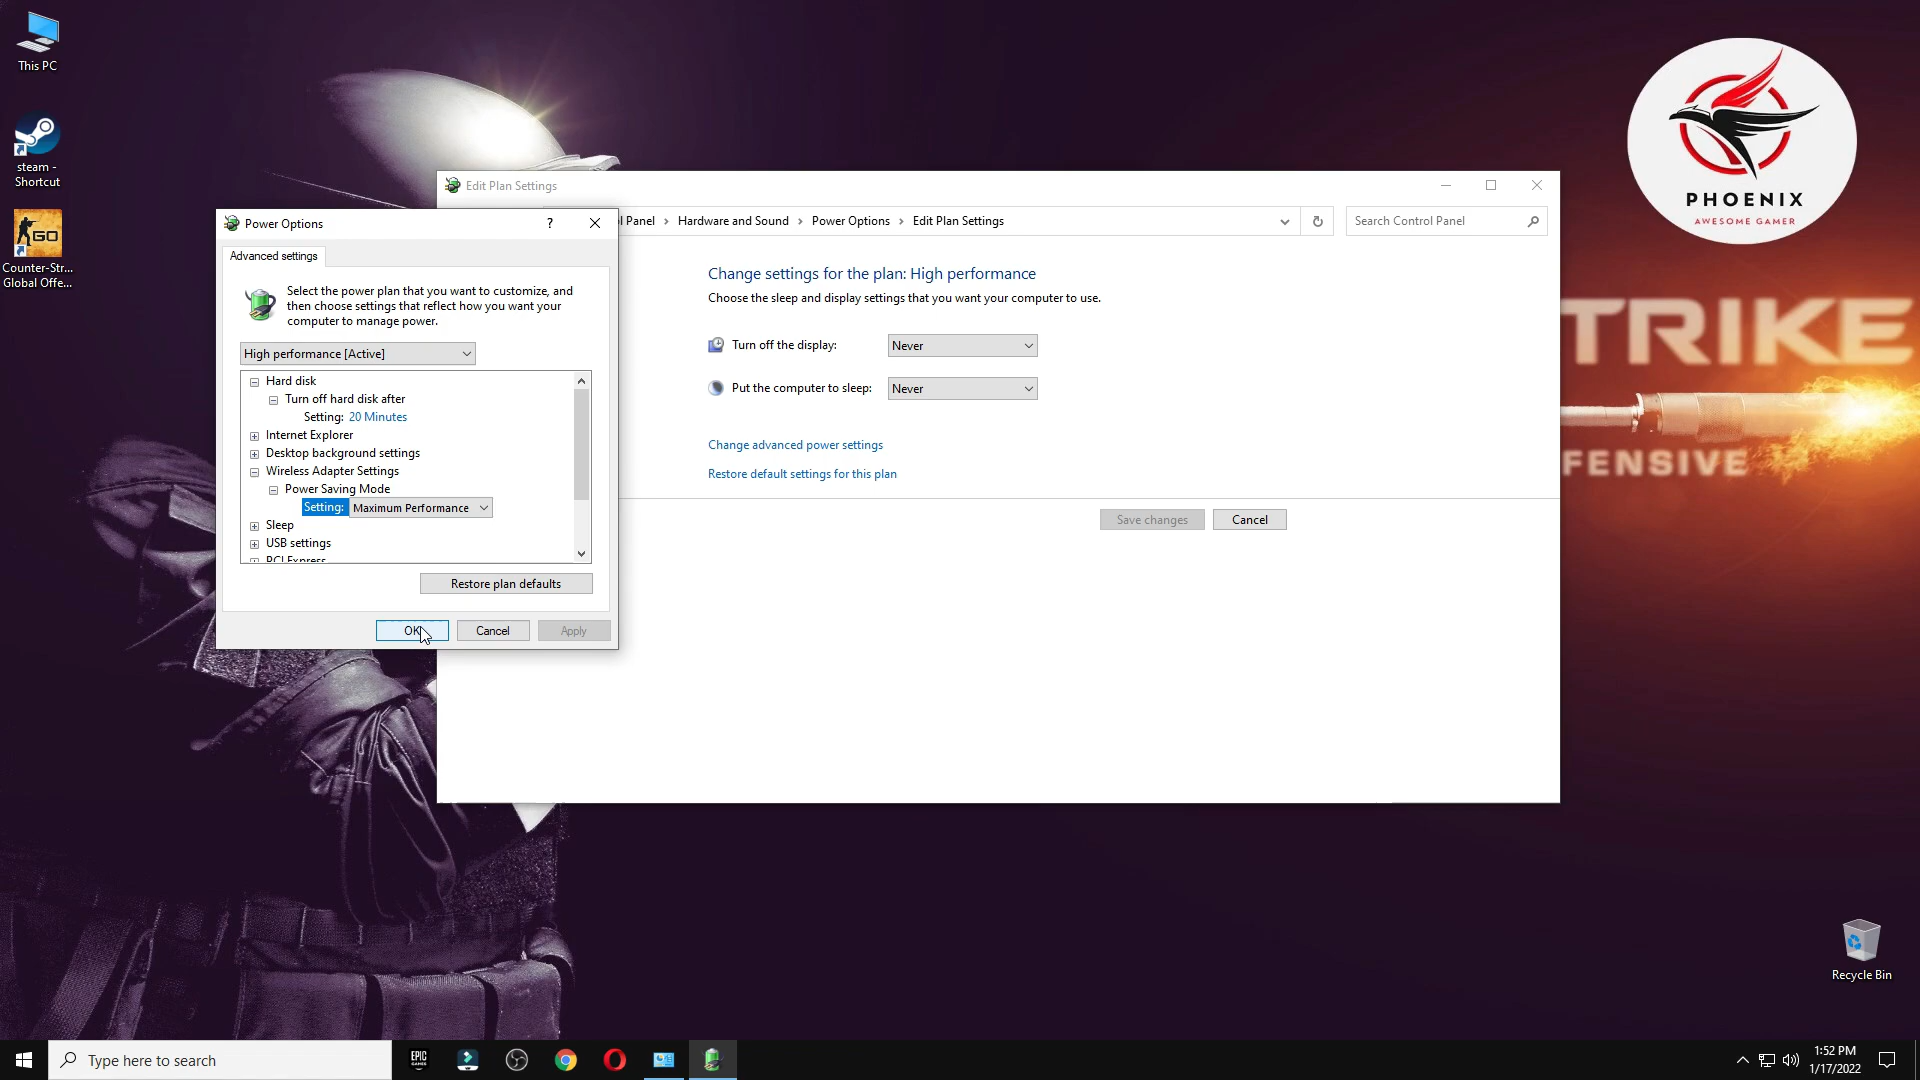 This PC
steam -
Shortcut
GO
Counter-Str...
Global Offe...
PHOENIX
AWESOME GAMER
TRIKE
FENSIVE
Edit Plan Settings
l Panel > Hardware and Sound > Power Options > Edit Plan Settings
Search Control Panel
Change settings for the plan: High performance
Choose the sleep and display settings that you want your computer to use.
Turn off the display: Never
Put the computer to sleep: Never
Change advanced power settings
Restore default settings for this plan
Save changes Cancel
Power Options
?
Advanced settings
Select the power plan that you want to customize, and
then choose settings that reflect how you want your
computer to manage power.
High performance [Active]
Hard disk
Turn off hard disk after
Setting: 20 Minutes
Internet Explorer
Desktop background settings
Wireless Adapter Settings
Power Saving Mode
Setting: Maximum Performance
Sleep
USB settings
PCI Express
Restore plan defaults
OK Cancel Apply
Recycle Bin
Type here to search
EPIC
GAMES
1:52 PM
1/17/2022